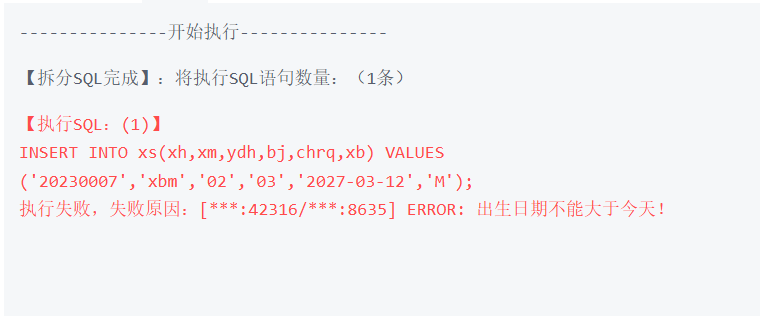 ---------------开始执行---------------
【拆分SQL完成】：将执行SQL语句数量：（1条）
【执行SQL：(1)】
INSERT INTO xs(xh,xm,ydh,bj,chrq,xb) VALUES
('20230007','xbm','02','03','2027-03-12','M');
执行失败，失败原因：[***:42316/***:8635] ERROR: 出生日期不能大于今天！